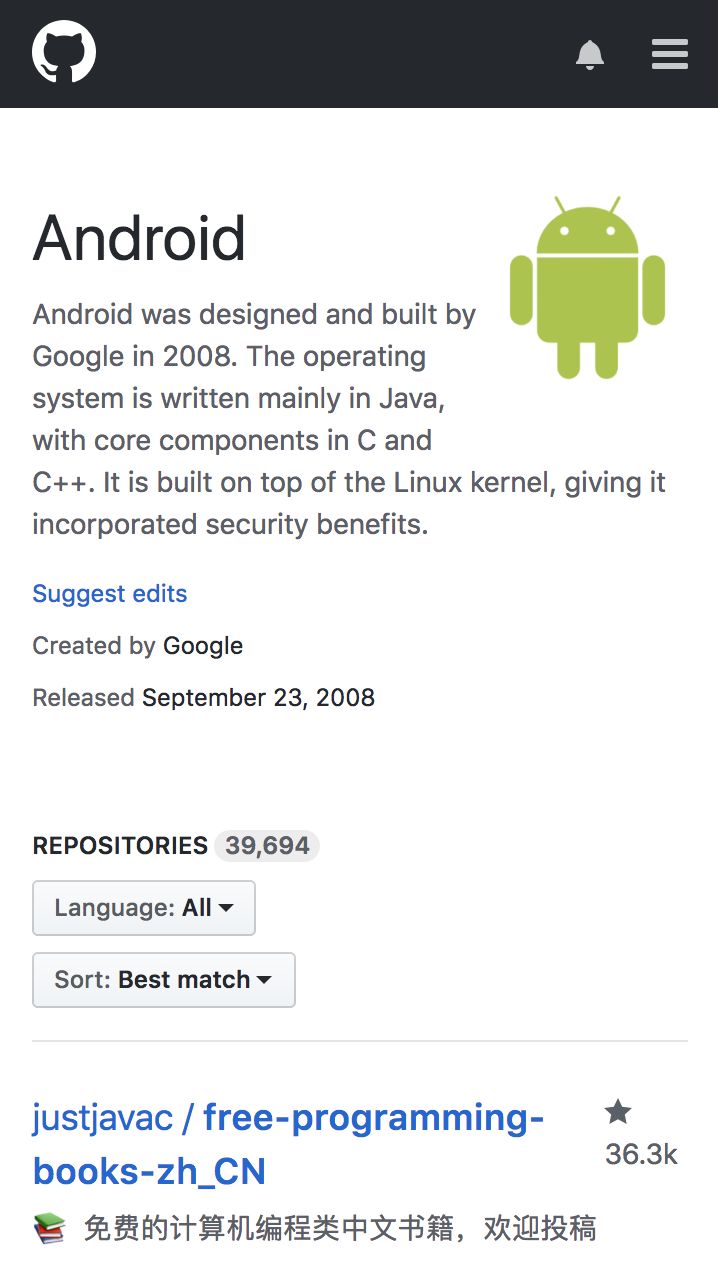 Android
Android was designed and built by
Google in 2008. The operating
system is written mainly in Java,
with core components in C and
C++. It is built on top of the Linux kernel, giving it
incorporated security benefits.
Suggest edits
Created by Google
Released September 23, 2008
REPOSITORIES 39,694
Language: All
Sort: Best match
justjavac / free-programming-
books-zh_CN
36.3k
📚 免费的计算机编程类中文书籍，欢迎投稿